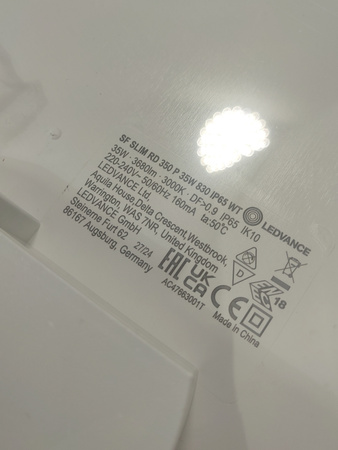 SF SLIM RD 350 P 35W 830 IP65 WT
LEDVANCE
35W 3680lm · 3000K · DF>0.9 IP65 IK10
220-240V~ 50/60Hz 160mA ta:50°C
LEDVANCE Ltd.
Aquila House,Delta Crescent,Westbrook,
Warrington, WA5 7NR, United Kingdom
LEDVANCE GmbH
Steinerne Furt 62
86167 Augsburg, Germany
27/24
EAC UKCA CE
D
18
AC47663001T
Made in China